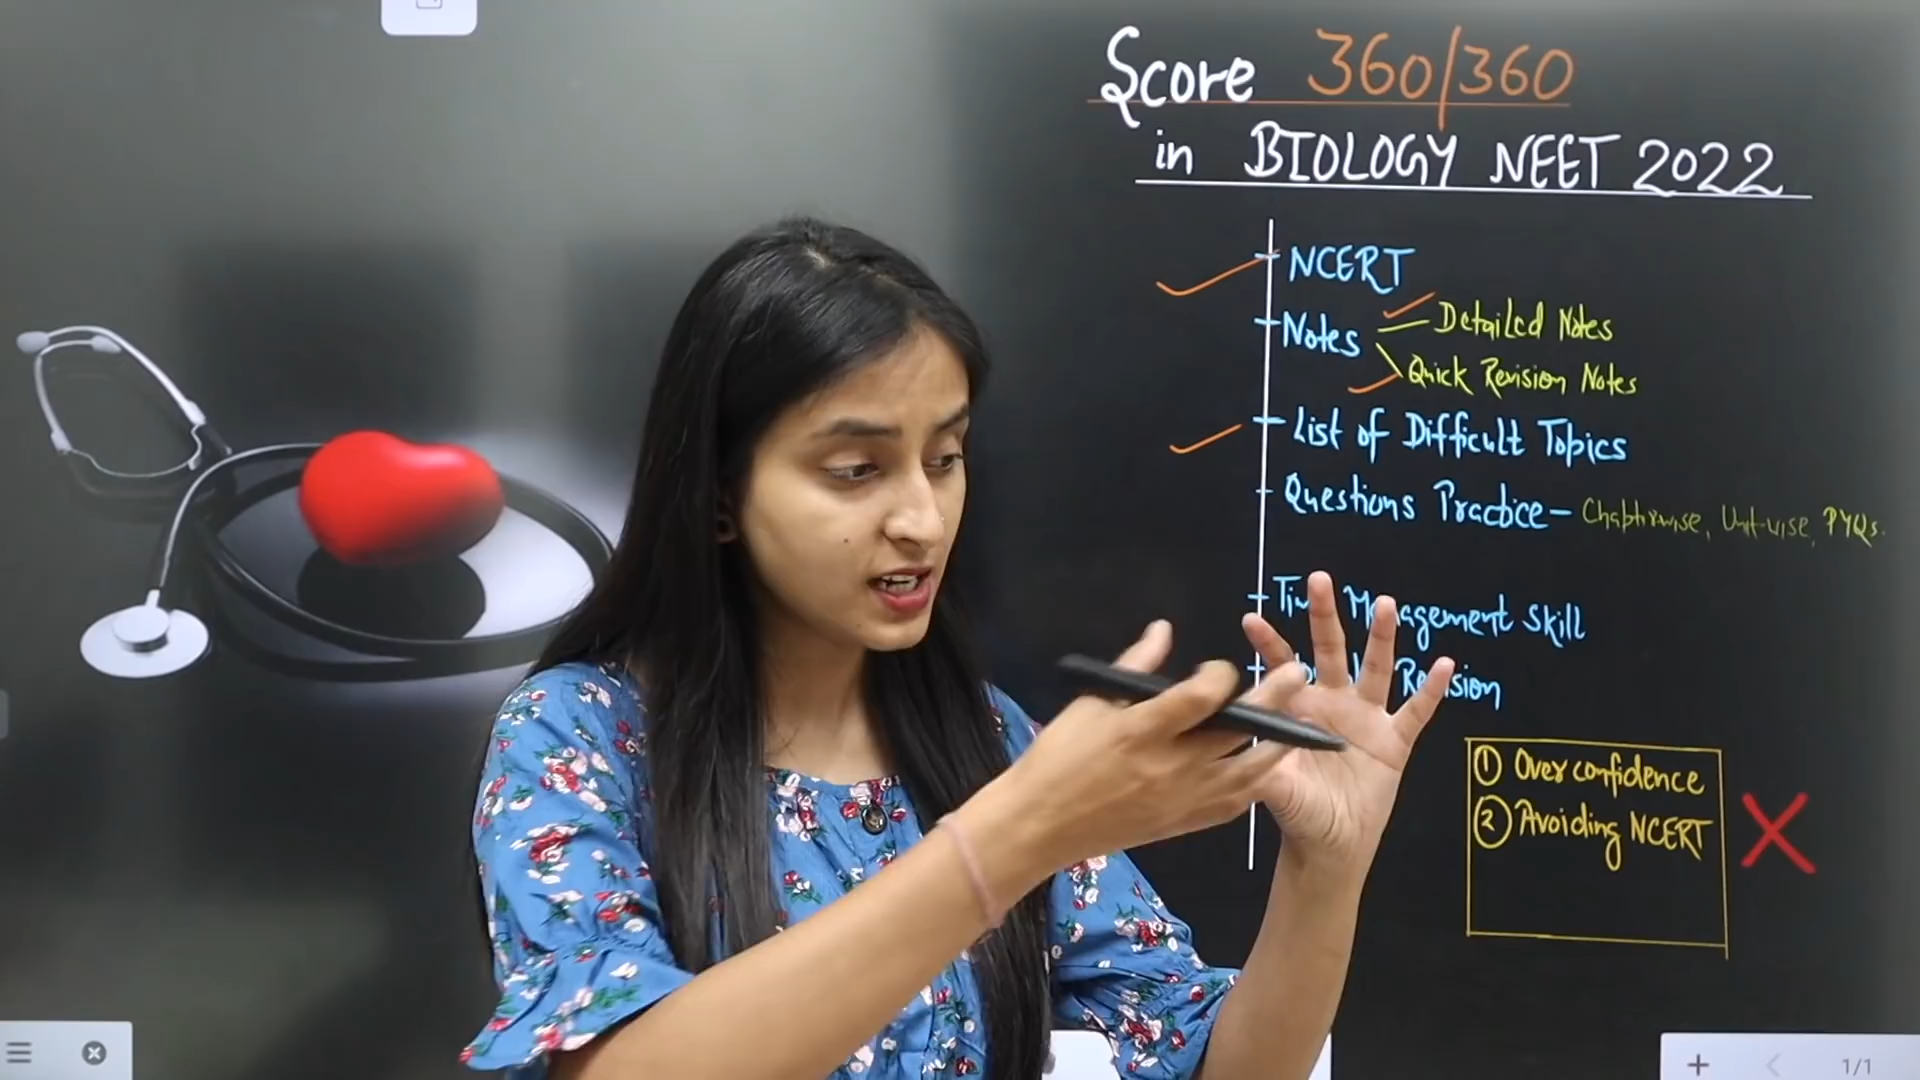 Score 360/360
in BIOLOGY NEET 2022
NCERT
Notes
Detailed Notes
Quick Revision Notes
List of Difficult Topics
Questions Practice - Chapterwise, Unit-wise, PYQs.
Management Skill
① Over confidence
② Avoiding NCERT
1/1